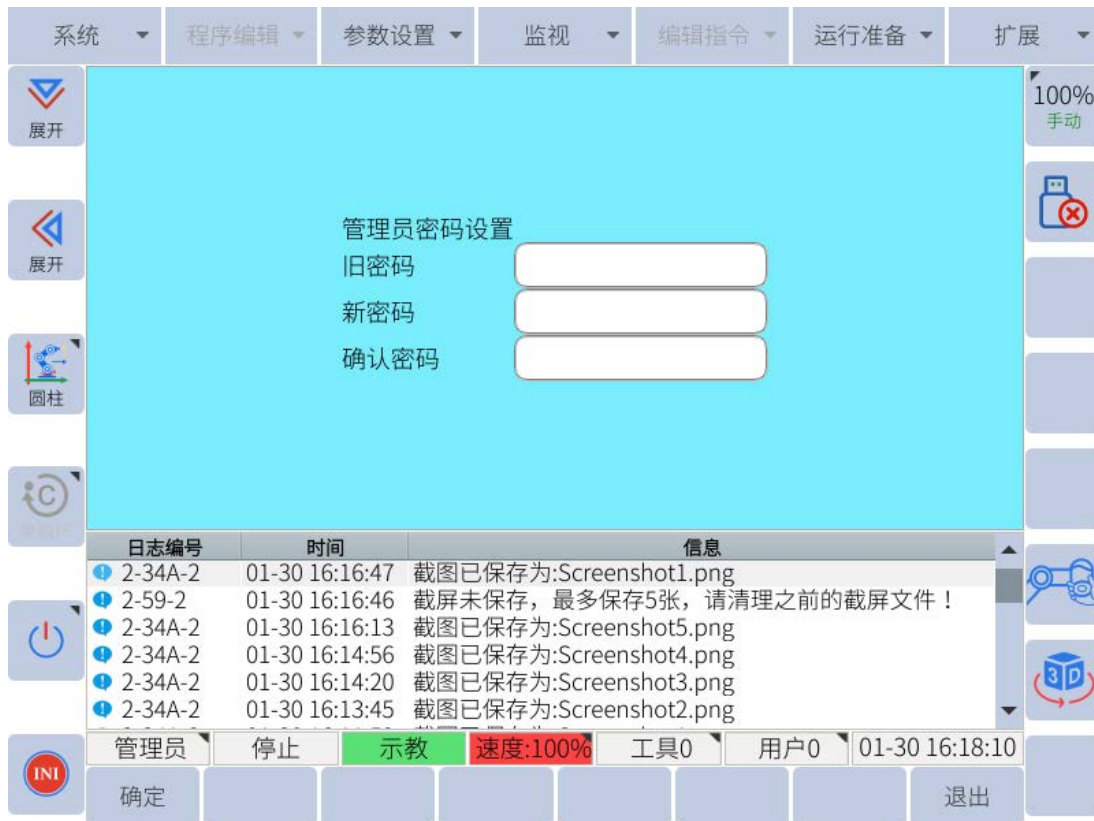 系统 程序编辑 参数设置 监视 编辑指令 运行准备 扩展
展开
100%
手动
管理员密码设置
展开
旧密码
新密码
确认密码
圆柱
C
日志编号 时间 信息
2-34A-2 01-30 16:16:47 截图已保存为:Screenshot1.png
2-59-2 01-30 16:16:46 截屏未保存，最多保存5张，请清理之前的截屏文件！
2-34A-2 01-30 16:16:13 截图已保存为:Screenshot5.png
2-34A-2 01-30 16:14:56 截图已保存为:Screenshot4.png
2-34A-2 01-30 16:14:20 截图已保存为:Screenshot3.png
2-34A-2 01-30 16:13:45 截图已保存为:Screenshot2.png
3D
管理员 停止 示教 速度:100% 工具0 用户0 01-30 16:18:10
INI
确定 退出